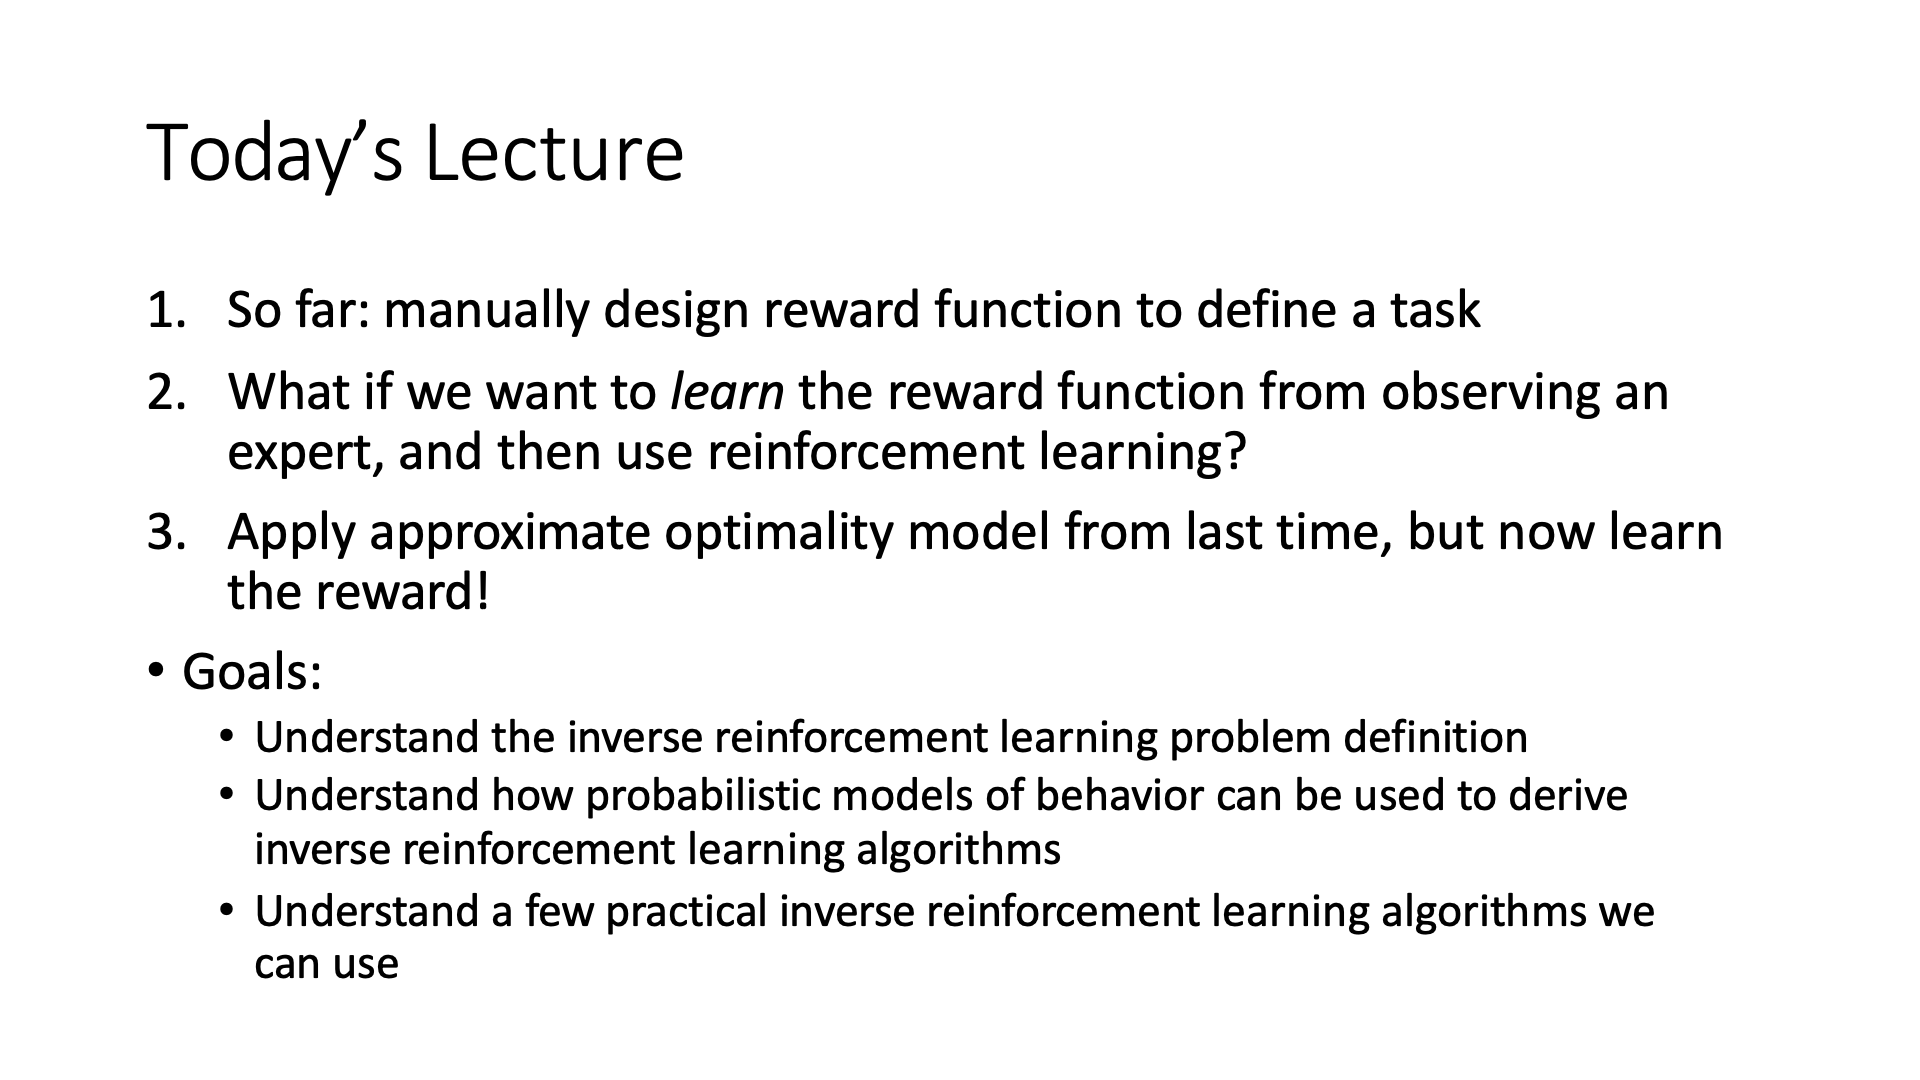 Today’s Lecture
1. So far: manually design reward function to define a task
2. What if we want to learn the reward function from observing an
expert, and then use reinforcement learning?
3. Apply approximate optimality model from last time, but now learn
the reward!
• Goals:
• Understand the inverse reinforcement learning problem definition
• Understand how probabilistic models of behavior can be used to derive
inverse reinforcement learning algorithms
• Understand a few practical inverse reinforcement learning algorithms we
can use